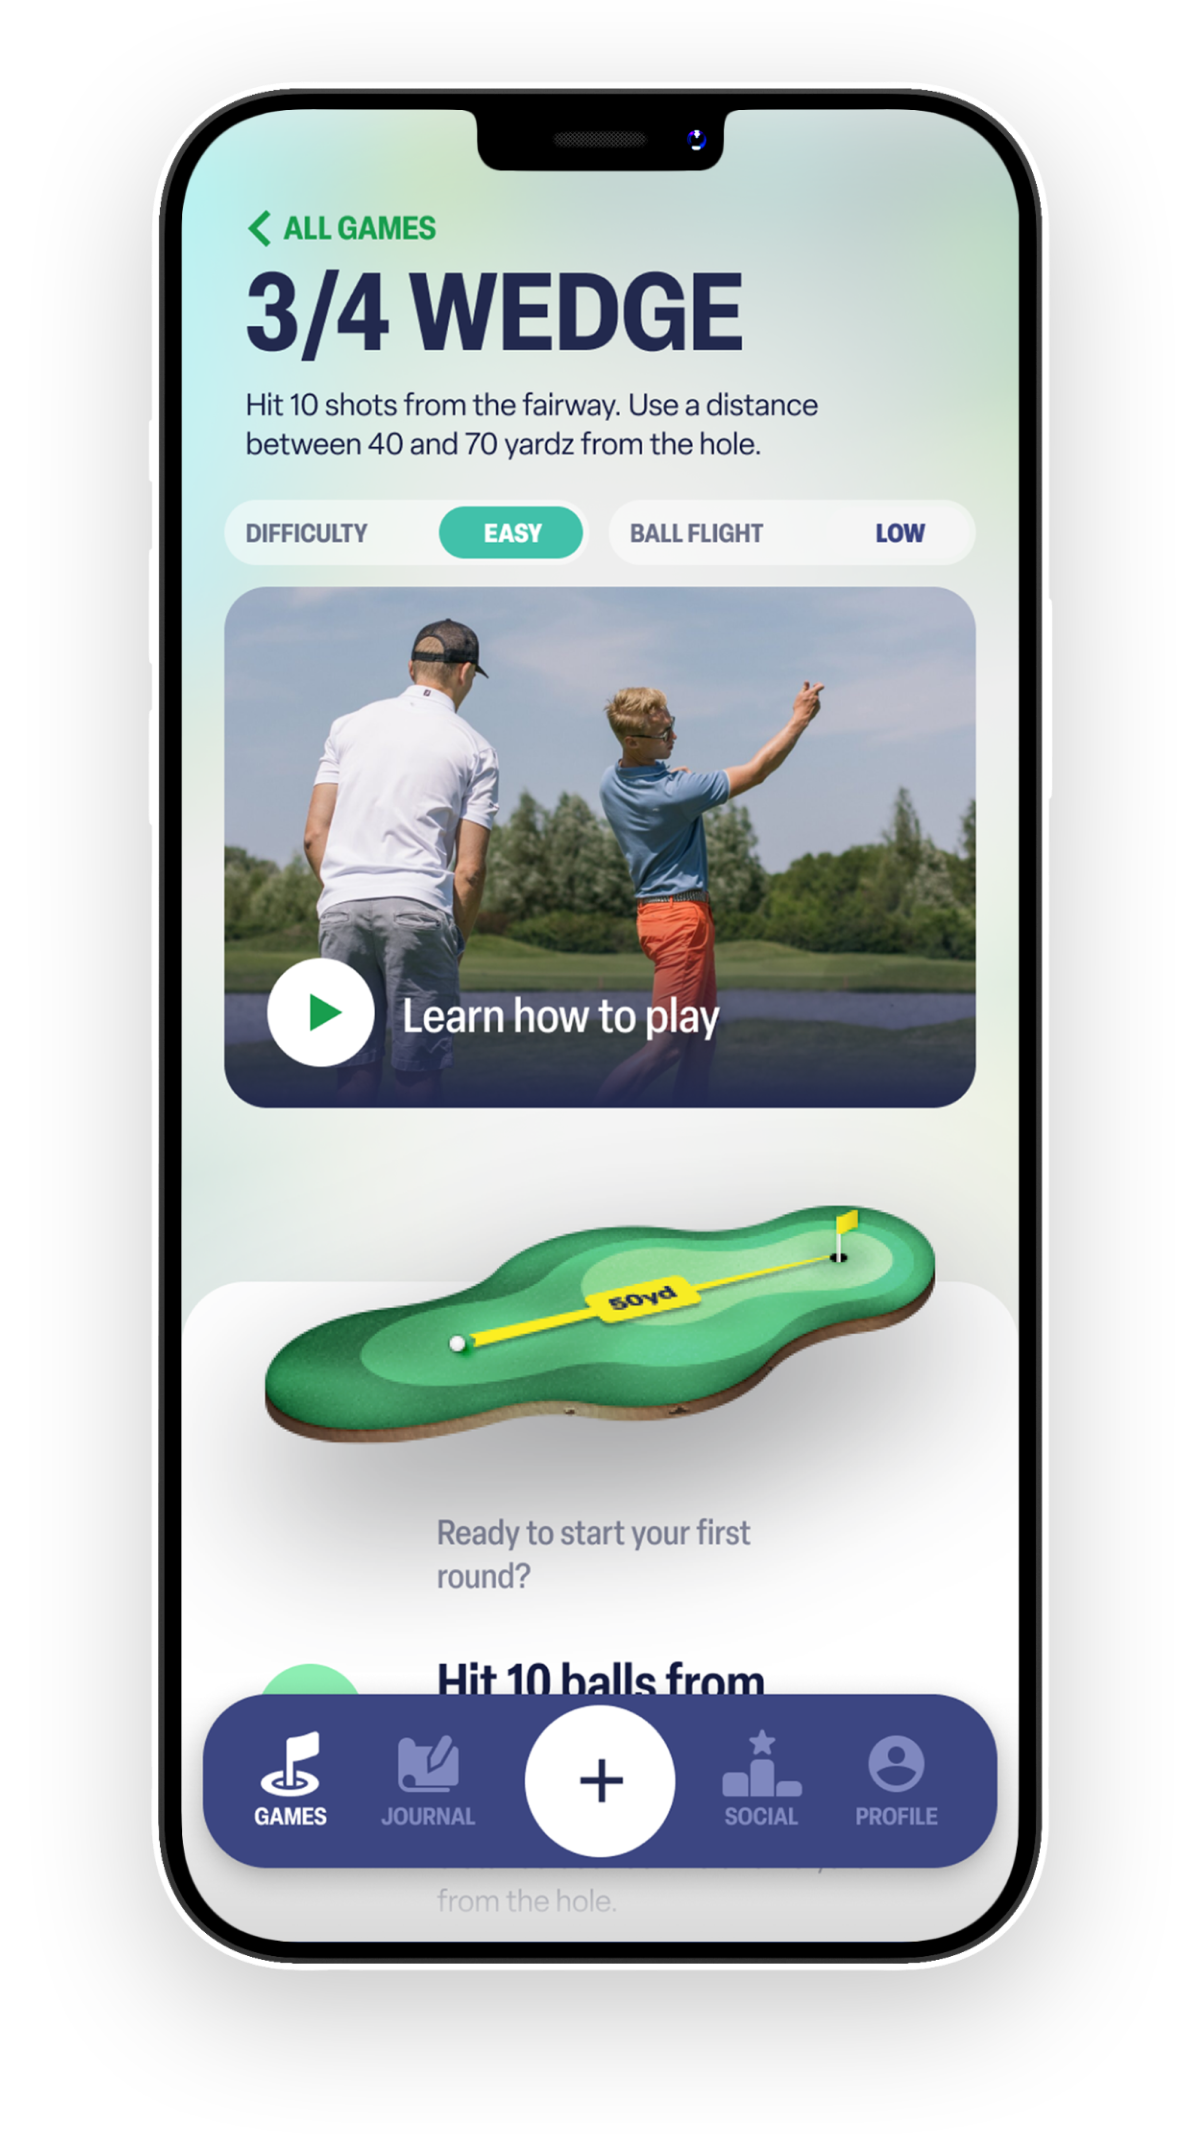 ALL GAMES
3/4 WEDGE
Hit 10 shots from the fairway. Use a distance
between 40 and 70 yardz from the hole.
DIFFICULTY
EASY
BALL FLIGHT
LOW
Learn how to play
50yd
Ready to start your first
round?
Hit 10 balls from
GAMES
JOURNAL
SOCIAL
PROFILE
from the hole.